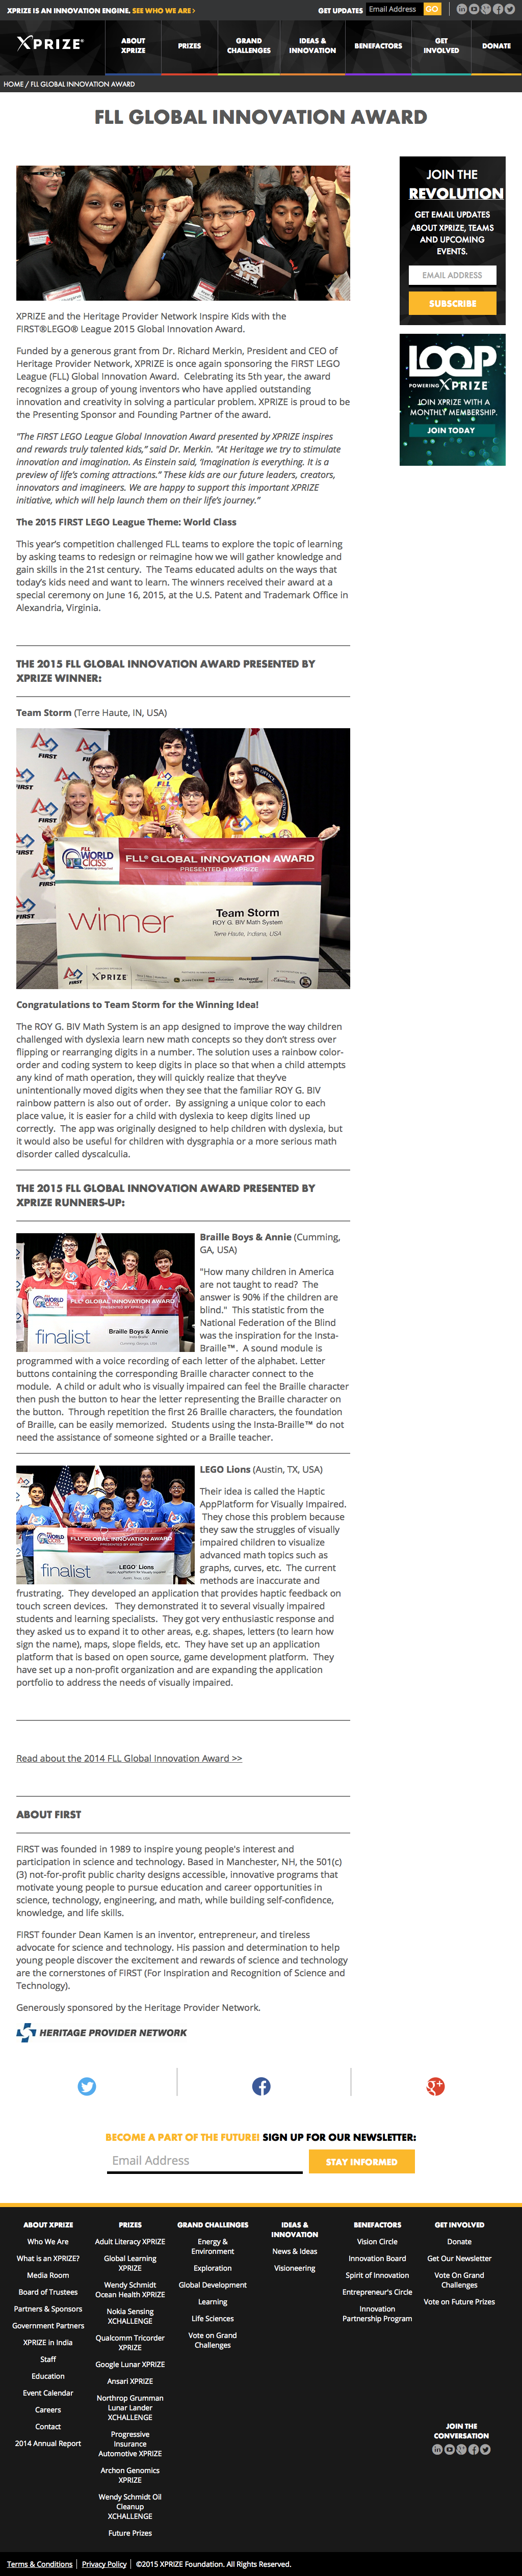 XPRIZE IS AN INNOVATION ENGINE. SEE WHO WE ARE >
GET UPDATES Email Address GO
XPRIZE
ABOUT XPRIZE
PRIZES
GRAND CHALLENGES
IDEAS & INNOVATION
BENEFACTORS
GET INVOLVED
DONATE
HOME / FLL GLOBAL INNOVATION AWARD
FLL GLOBAL INNOVATION AWARD
XPRIZE and the Heritage Provider Network Inspire Kids with the
FIRST®LEGO® League 2015 Global Innovation Award.
Funded by a generous grant from Dr. Richard Merkin, President and CEO of
Heritage Provider Network, XPRIZE is once again sponsoring the FIRST LEGO
League (FLL) Global Innovation Award.  Celebrating its 5th year, the award
recognizes a group of young inventors who have applied outstanding
innovation and creativity in solving a particular problem. XPRIZE is proud to be
the Presenting Sponsor and Founding Partner of the award.
"The FIRST LEGO League Global Innovation Award presented by XPRIZE inspires
and rewards truly talented kids," said Dr. Merkin. "At Heritage we try to stimulate
innovation and imagination. As Einstein said, "Imagination is everything. It is a
preview of life's coming attractions." These kids are our future leaders, creators,
innovators and imagineers. We are happy to support this important XPRIZE
initiative, which will help launch them on their life's journey."
The 2015 FIRST LEGO League Theme: World Class
This year's competition challenged FLL teams to explore the topic of learning
by asking teams to redesign or reimagine how we will gather knowledge and
gain skills in the 21st century.  The Teams educated adults on the ways that
today's kids need and want to learn. The winners received their award at a
special ceremony on June 16, 2015, at the U.S. Patent and Trademark Office in
Alexandria, Virginia.
JOIN THE
REVOLUTION
GET EMAIL UPDATES
ABOUT XPRIZE, TEAMS
AND UPCOMING
EVENTS.
EMAIL ADDRESS
SUBSCRIBE
LOOP
POWERING XPRIZE
JOIN XPRIZE WITH A
MONTHLY MEMBERSHIP.
JOIN TODAY
THE 2015 FLL GLOBAL INNOVATION AWARD PRESENTED BY
XPRIZE WINNER:
Team Storm (Terre Haute, IN, USA)
FIRST
FLL
FLL WORLD CLASS
FLL® GLOBAL INNOVATION AWARD
PRESENTED BY XPRIZE
winner
Team Storm
ROY G. BIV Math System
Terre Haute, Indiana, USA
FIRST
XPRIZE
Congratulations to Team Storm for the Winning Idea!
The ROY G. BIV Math System is an app designed to improve the way children
challenged with dyslexia learn new math concepts so they don't stress over
flipping or rearranging digits in a number. The solution uses a rainbow color-
order and coding system to keep digits in place so that when a child attempts
any kind of math operation, they will quickly realize that they've
unintentionally moved digits when they see that the familiar ROY G. BIV
rainbow pattern is also out of order.  By assigning a unique color to each
place value, it is easier for a child with dyslexia to keep digits lined up
correctly.  The app was originally designed to help children with dyslexia, but
it would also be useful for children with dysgraphia or a more serious math
disorder called dyscalculia.
THE 2015 FLL GLOBAL INNOVATION AWARD PRESENTED BY
XPRIZE RUNNERS-UP:
FLL® GLOBAL INNOVATION AWARD
PRESENTED BY XPRIZE
finalist
Braille Boys & Annie
Braille Boys & Annie (Cumming,
GA, USA)
"How many children in America
are not taught to read?  The
answer is 90% if the children are
blind."  This statistic from the
National Federation of the Blind
was the inspiration for the Insta-
Braille™.  A sound module is
programmed with a voice recording of each letter of the alphabet. Letter
buttons containing the corresponding Braille character connect to the
module.  A child or adult who is visually impaired can feel the Braille character
then push the button to hear the letter representing the Braille character on
the button.  Through repetition the first 26 Braille characters, the foundation
of Braille, can be easily memorized.  Students using the Insta-Braille™ do not
need the assistance of someone sighted or a Braille teacher.
FLL® GLOBAL INNOVATION AWARD
finalist
LEGO Lions
LEGO Lions (Austin, TX, USA)
Their idea is called the Haptic
AppPlatform for Visually Impaired.
They chose this problem because
they saw the struggles of visually
impaired children to visualize
advanced math topics such as
graphs, curves, etc.  The current
methods are inaccurate and
frustrating.  They developed an application that provides haptic feedback on
touch screen devices.  They demonstrated it to several visually impaired
students and learning specialists.  They got very enthusiastic response and
they asked us to expand it to other areas, e.g. shapes, letters (to learn how
sign the name), maps, slope fields, etc.  They have set up an application
platform that is based on open source, game development platform.  They
have set up a non-profit organization and are expanding the application
portfolio to address the needs of visually impaired.
Read about the 2014 FLL Global Innovation Award >>
ABOUT FIRST
FIRST was founded in 1989 to inspire young people's interest and
participation in science and technology. Based in Manchester, NH, the 501(c)
(3) not-for-profit public charity designs accessible, innovative programs that
motivate young people to pursue education and career opportunities in
science, technology, engineering, and math, while building self-confidence,
knowledge, and life skills.
FIRST founder Dean Kamen is an inventor, entrepreneur, and tireless
advocate for science and technology. His passion and determination to help
young people discover the excitement and rewards of science and technology
are the cornerstones of FIRST (For Inspiration and Recognition of Science and
Technology).
Generously sponsored by the Heritage Provider Network.
HERITAGE PROVIDER NETWORK
BECOME A PART OF THE FUTURE! SIGN UP FOR OUR NEWSLETTER:
Email Address
STAY INFORMED
ABOUT XPRIZE
Who We Are
What is an XPRIZE?
Media Room
Board of Trustees
Partners & Sponsors
Government Partners
XPRIZE in India
Staff
Education
Event Calendar
Careers
Contact
2014 Annual Report
PRIZES
Adult Literacy XPRIZE
Global Learning
XPRIZE
Wendy Schmidt
Ocean Health XPRIZE
Nokia Sensing
XCHALLENGE
Qualcomm Tricorder
XPRIZE
Google Lunar XPRIZE
Ansari XPRIZE
Northrop Grumman
Lunar Lander
XCHALLENGE
Progressive
Insurance
Automotive XPRIZE
Archon Genomics
XPRIZE
Wendy Schmidt Oil
Cleanup
XCHALLENGE
Future Prizes
GRAND CHALLENGES
Energy &
Environment
Exploration
Global Development
Learning
Life Sciences
Vote on Grand
Challenges
IDEAS &
INNOVATION
News & Ideas
Visioneering
BENEFACTORS
Vision Circle
Innovation Board
Spirit of Innovation
Entrepreneur's Circle
Innovation
Partnership Program
GET INVOLVED
Donate
Get Our Newsletter
Vote On Grand
Challenges
Vote on Future Prizes
JOIN THE
CONVERSATION
Terms & Conditions | Privacy Policy | ©2015 XPRIZE Foundation. All Rights Reserved.